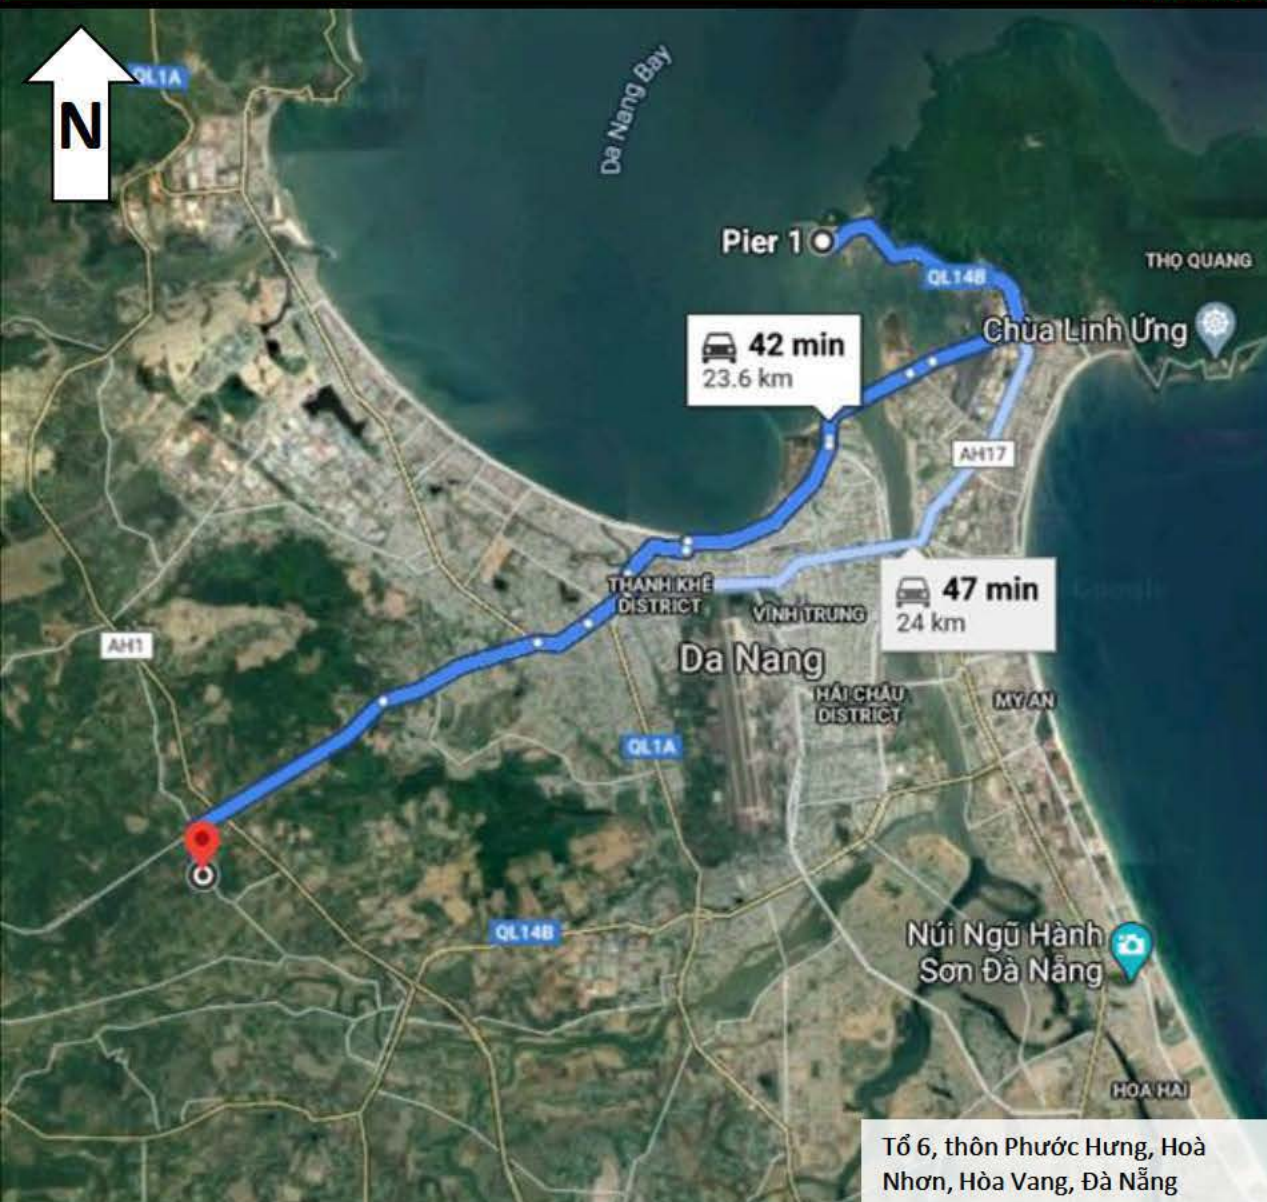 QL1A
N
Da Nang Bay
Pier 1
THỌ QUANG
QL14B
Chùa Linh Ứng
42 min
23.6 km
AH17
THANH KHÊ
DISTRICT
VĨNH TRUNG
47 min
24 km
AH1
Da Nang
HẢI CHÂU
DISTRICT
MY AN
QL1A
QL14B
Núi Ngũ Hành
Sơn Đà Nẵng
HOA HAI
Tổ 6, thôn Phước Hưng, Hoà
Nhơn, Hòa Vang, Đà Nẵng